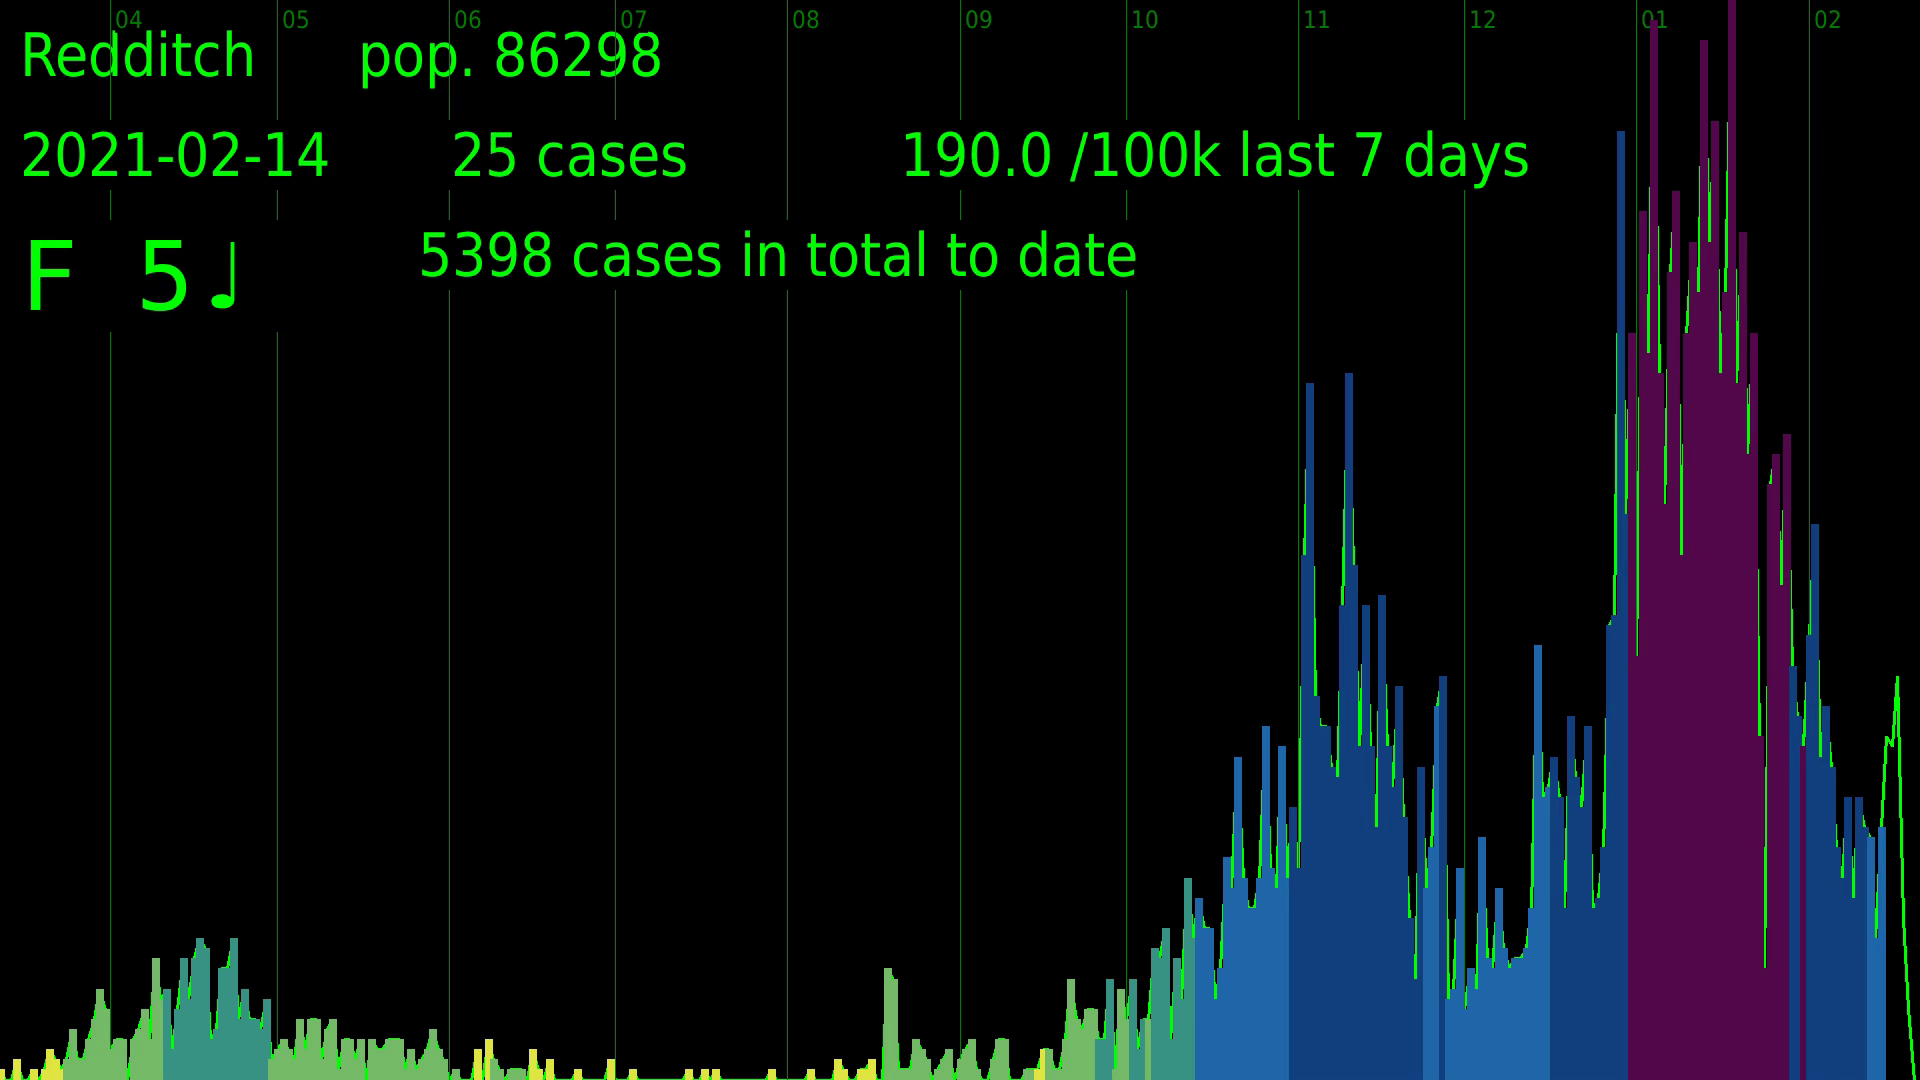 04 05 06 07 08 09 10 11 12 01 02
Redditch pop. 86298
2021-02-14 25 cases 190.0 /100k last 7 days
F 5♩ 5398 cases in total to date